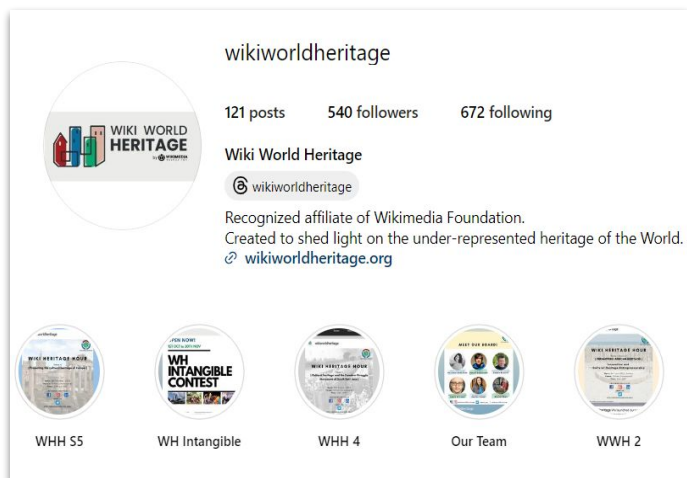 wikiworldheritage
121 posts 540 followers 672 following
WIKI WORLD
HERITAGE
Wiki World Heritage
wikiworldheritage
Recognized affiliate of Wikimedia Foundation.
Created to shed light on the under-represented heritage of the World.
wikiworldheritage.org
WIKI HERITAGE HOUR
WH
INTANGIBLE
CONTEST
WIKI HERITAGE HOUR
MEET OUR BOARD!
WIKI HERITAGE HOUR
WHH S5 WH Intangible WHH 4 Our Team WWH 2